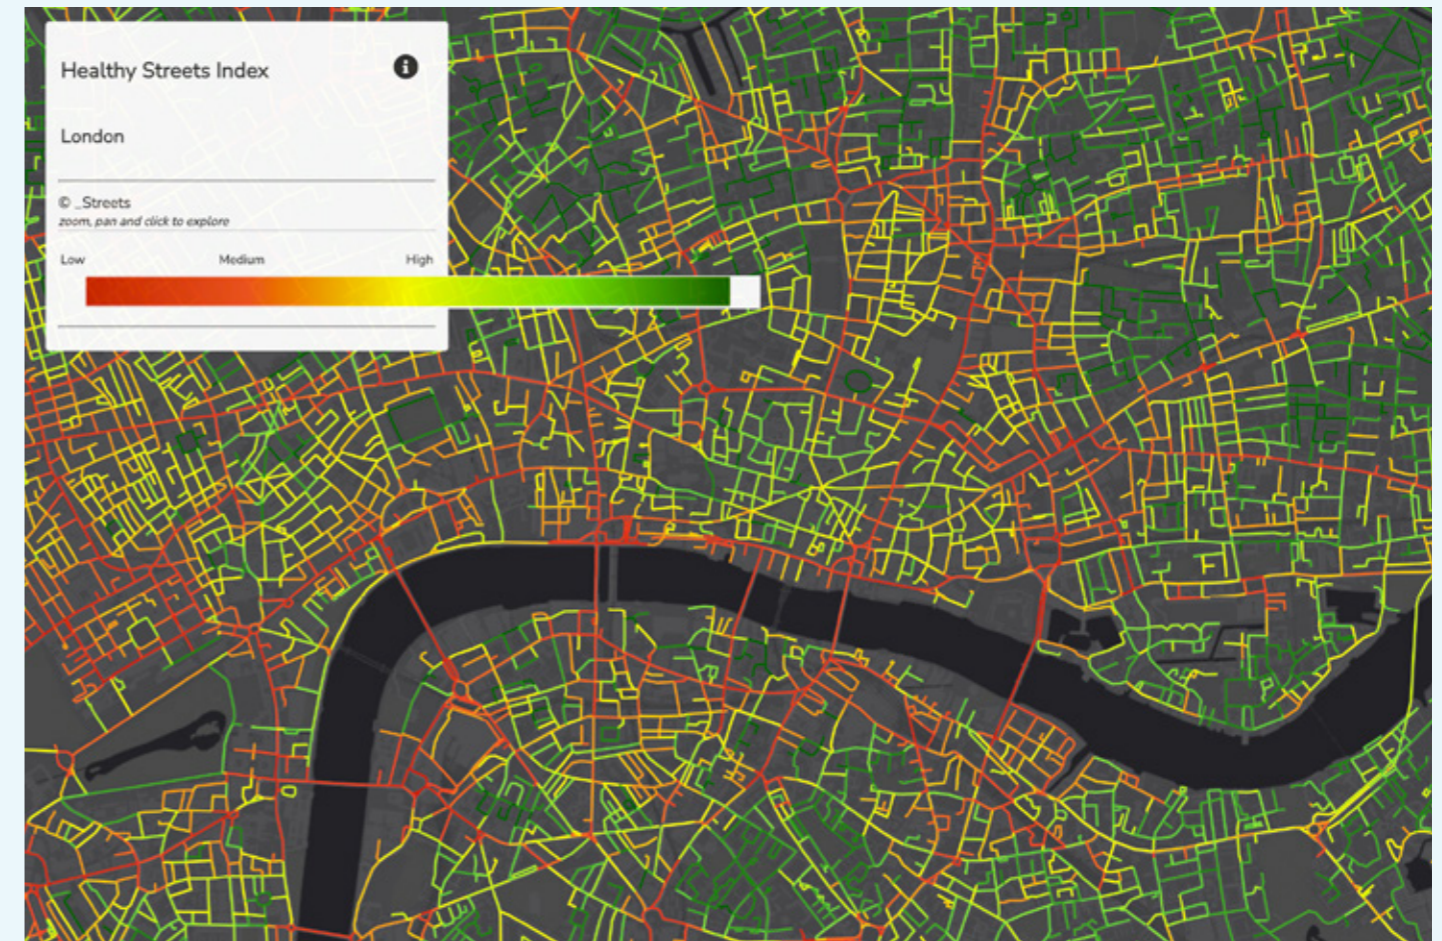 Healthy Streets Index
London
© _Streets
zoom, pan and click to explore
Low Medium High